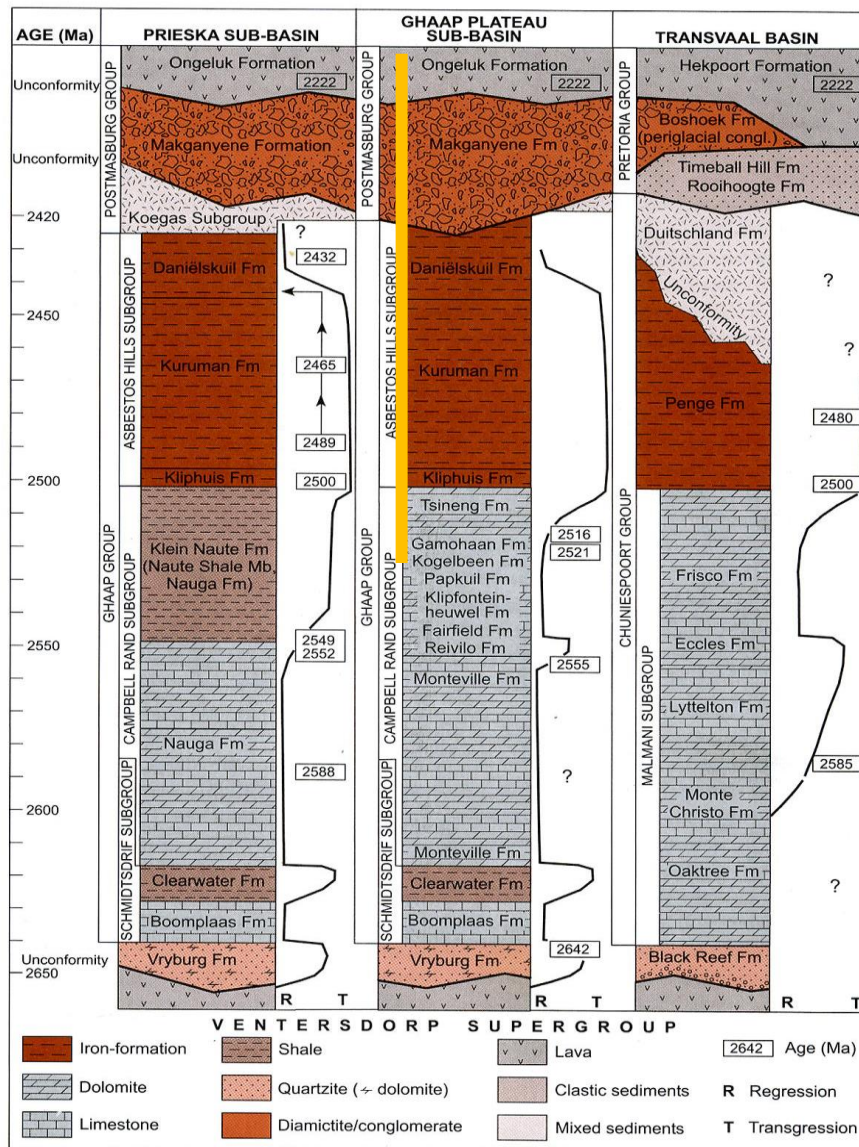 AGE (Ma)
PRIESKA SUB-BASIN
GHAAP PLATEAU
SUB-BASIN
TRANSVAAL BASIN
Unconformity
Unconformity
2420
2450
2500
2550
2600
Unconformity
2650
POSTMASBURG GROUP
GHAAP GROUP
ASBESTOS HILLS SUBGROUP
CAMPBELL RAND SUBGROUP
SCHMIDTSDRIF SUBGROUP
Ongeluk Formation
2222
Makganyene Formation
Koegas Subgroup
?
Daniëlskuil Fm
2432
Kuruman Fm
2465
2489
Kliphuis Fm
2500
Klein Naute Fm
(Naute Shale Mb,
Nauga Fm)
2549
2552
Nauga Fm
2588
Clearwater Fm
Boomplaas Fm
Vryburg Fm
R T
POSTMASBURG GROUP
GHAAP GROUP
ASBESTOS HILLS SUBGROUP
CAMPBELL RAND SUBGROUP
SCHMIDTSDRIF SUBGROUP
Ongeluk Formation
2222
Makganyene Fm
Daniëlskuil Fm
Kuruman Fm
Kliphuis Fm
Tsineng Fm
Gamohaan Fm
2516
Kogelbeen Fm
2521
Papkuil Fm
Klipfontein-
heuwel Fm
Fairfield Fm
Reivilo Fm
2555
Monteville Fm
?
Monteville Fm
Clearwater Fm
Boomplaas Fm
2642
Vryburg Fm
R T
PRETORIA GROUP
CHUNIESPOORT GROUP
MALMANI SUBGROUP
Hekpoort Formation
2222
Boshoek Fm
(periglacial congl.)
Timeball Hill Fm
Rooihoogte Fm
Duitschland Fm
?
Unconformity
?
Penge Fm
2480
2500
Frisco Fm
Eccles Fm
Lyttelton Fm
2585
Monte
Christo Fm
Oaktree Fm
?
Black Reef Fm
R T
VENTERSDORP SUPERGROUP
Iron-formation
Shale
Lava
2642 Age (Ma)
Dolomite
Quartzite (dolomite)
Clastic sediments
R Regression
Limestone
Diamictite/conglomerate
Mixed sediments
T Transgression